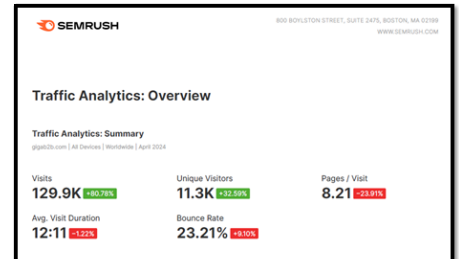 SEMRUSH
800 BOYLSTON STREET, SUITE 2475, BOSTON, MA 02199
WWW.SEMRUSH.COM
Traffic Analytics: Overview
Traffic Analytics: Summary
gigab2b.com | All Devices | Worldwide | April 2024
Visits Unique Visitors Pages / Visit
129.9K +80.78% 11.3K +32.59% 8.21 -23.91%
Avg. Visit Duration Bounce Rate
12:11 -1.22% 23.21% +9.10%